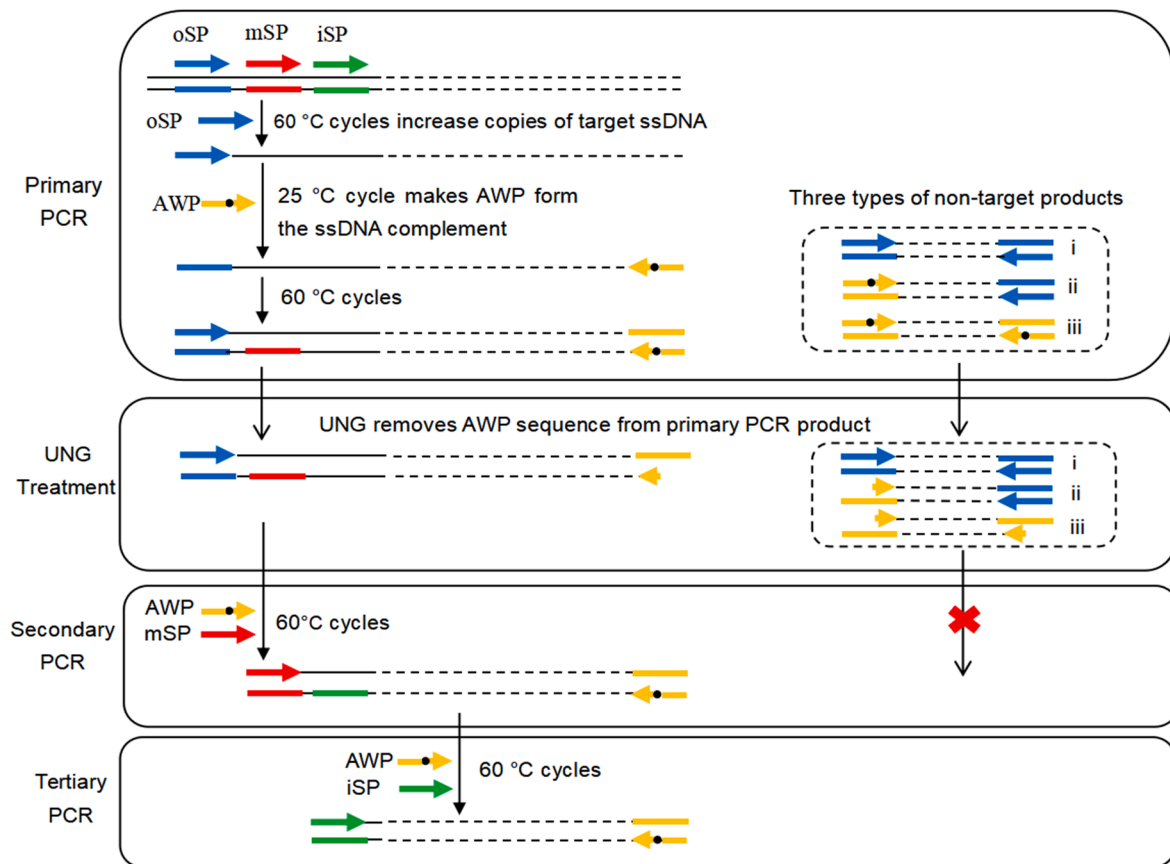 oSP mSP iSP
oSP 60 °C cycles increase copies of target ssDNA
Primary
PCR
AWP 25 °C cycle makes AWP form
the ssDNA complement
60 °C cycles
Three types of non-target products
i
ii
iii
UNG
Treatment
UNG removes AWP sequence from primary PCR product
i
ii
iii
Secondary
PCR
AWP
mSP
60°C cycles
Tertiary
PCR
AWP
iSP
60 °C cycles